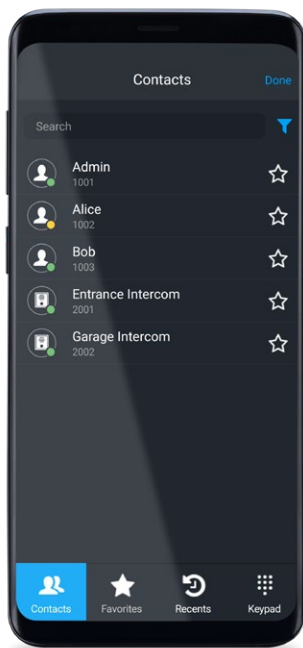 Contacts
Done
Search
Admin
1001
Alice
1002
Bob
1003
Entrance Intercom
2001
Garage Intercom
2002
Contacts
Favorites
Recents
Keypad